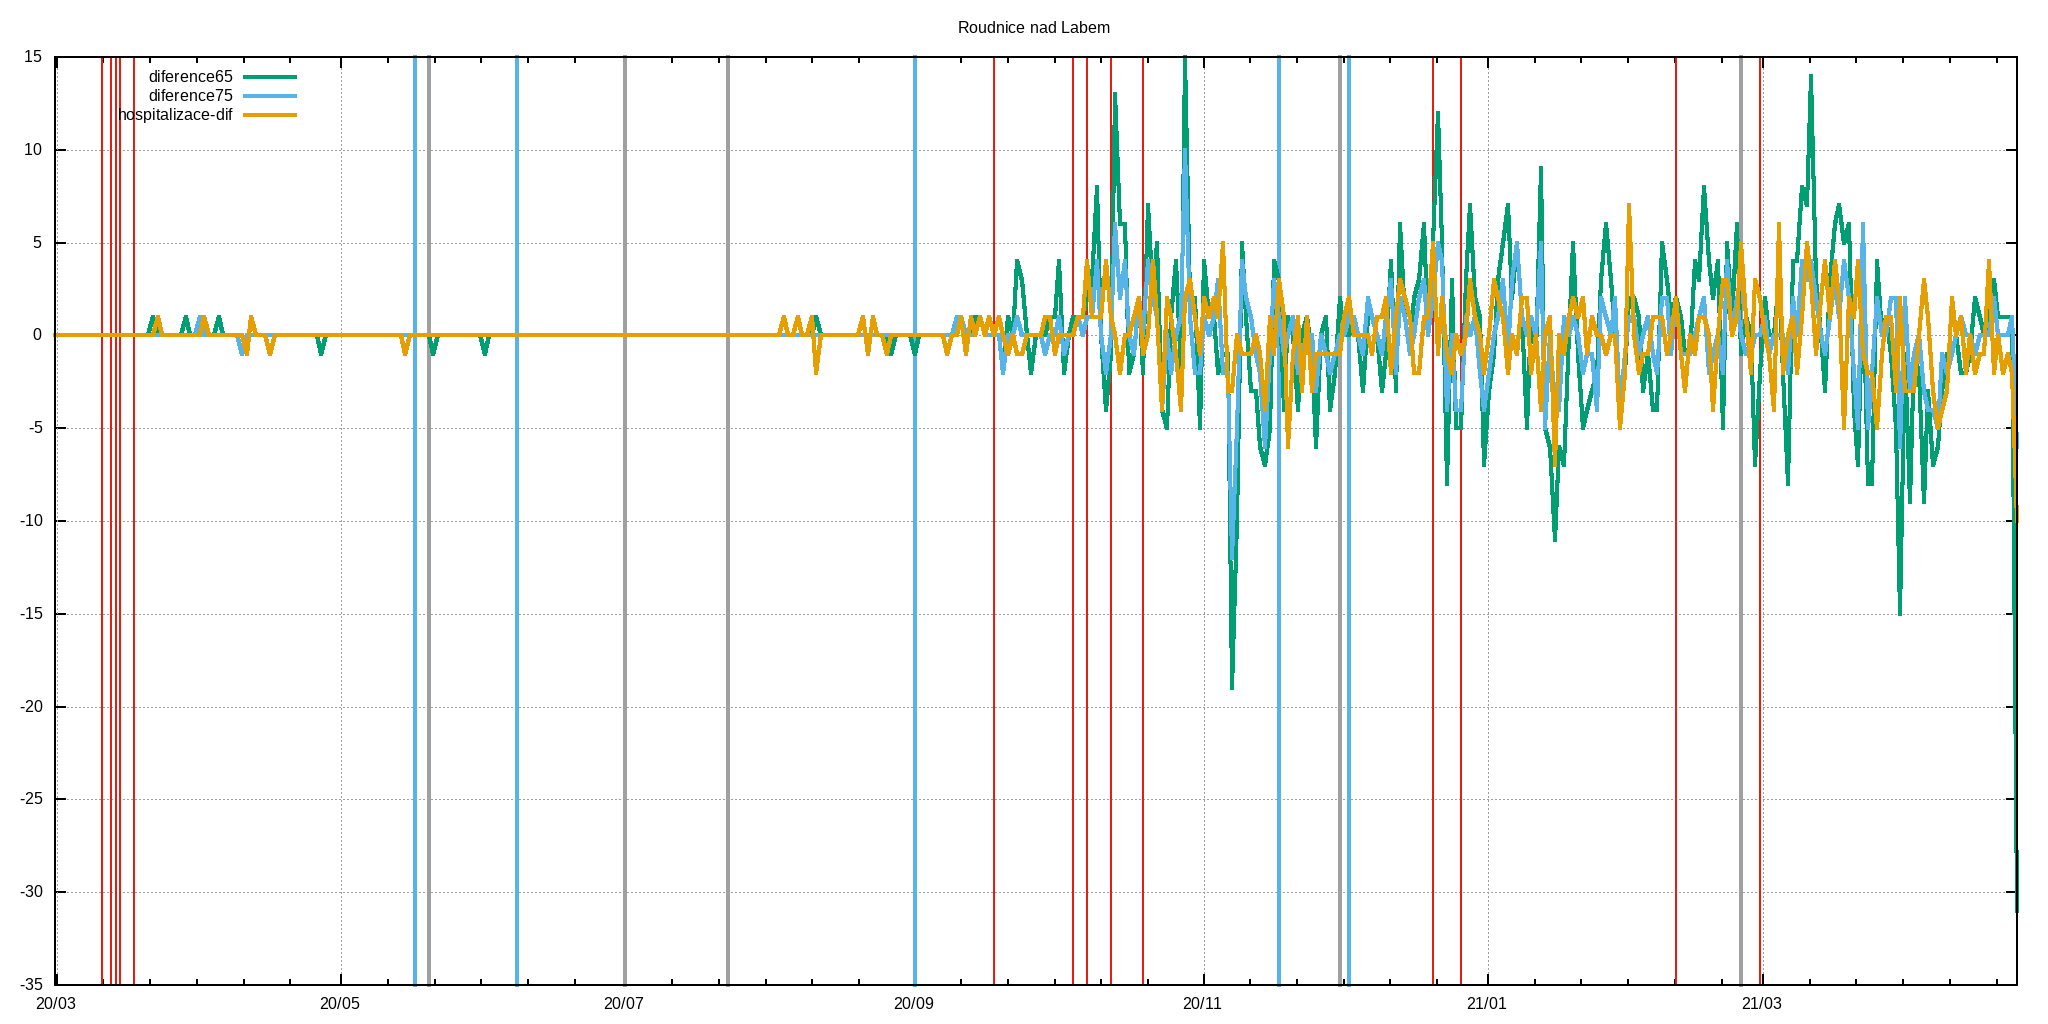 Roudnice nad Labem
15
10
5
0
-5
-10
-15
-20
-25
-30
-35
diference65
diference75
hospitalizace-dif
20/03 20/05 20/07 20/09 20/11 21/01 21/03